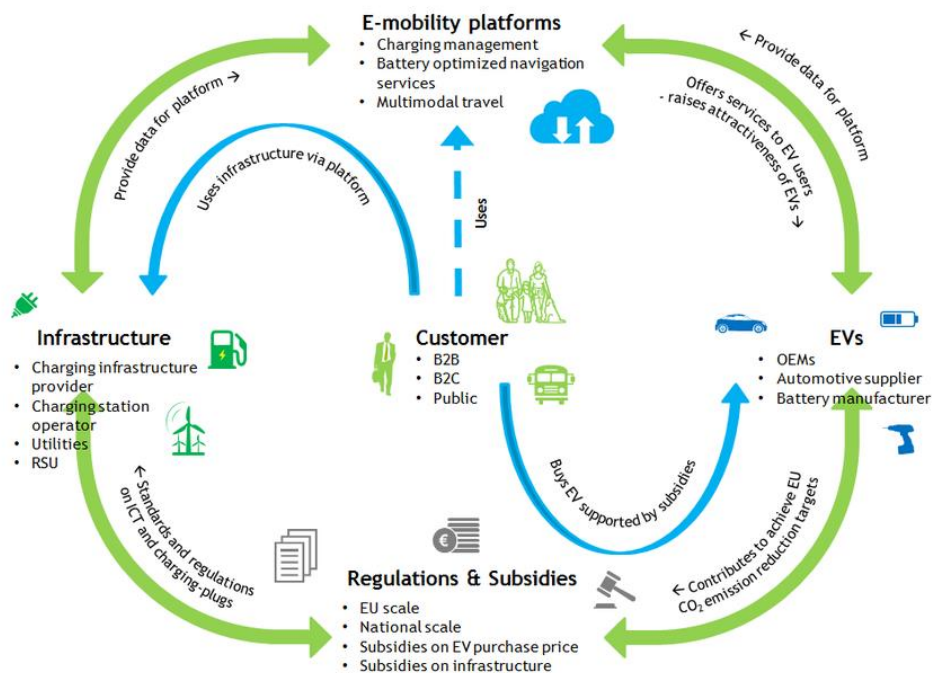 E-mobility platforms
• Charging management
• Battery optimized navigation
services
• Multimodal travel
← Provide data for platform
Offers services to EV users
- raises attractiveness of EVs →
Provide data for platform →
Uses infrastructure via platform
Uses
Infrastructure
• Charging infrastructure
provider
• Charging station
operator
• Utilities
• RSU
Customer
• B2B
• B2C
• Public
EVs
• OEMs
• Automotive supplier
• Battery manufacturer
Buys EV supported by subsidies
← Standards and regulations
on ICT and charging-plugs
← Contributes to achieve EU
CO₂ emission reduction targets
€
Regulations & Subsidies
• EU scale
• National scale
• Subsidies on EV purchase price
• Subsidies on infrastructure